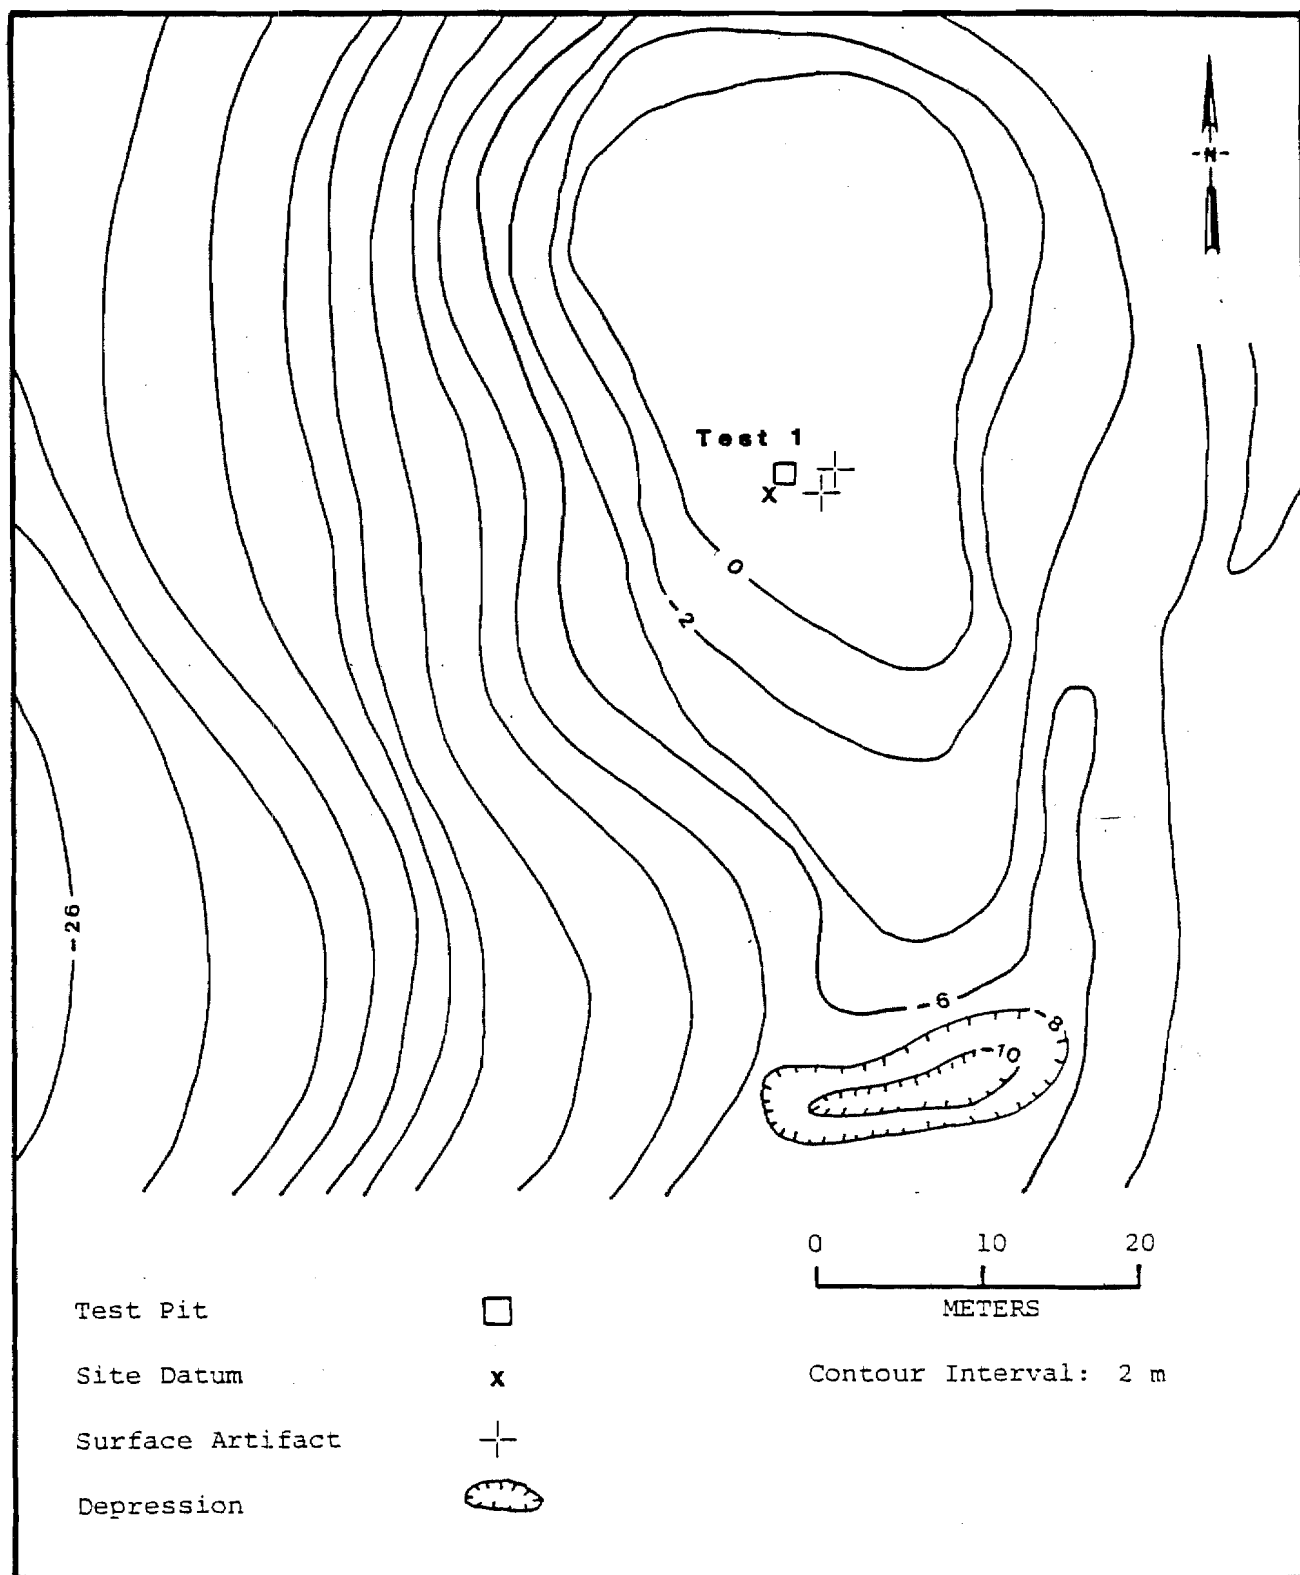 -N-
Test 1
x
0
-2
-26
-6
-8
-10
0 10 20
METERS
Test Pit
Site Datum x
Contour Interval: 2 m
Surface Artifact
Depression